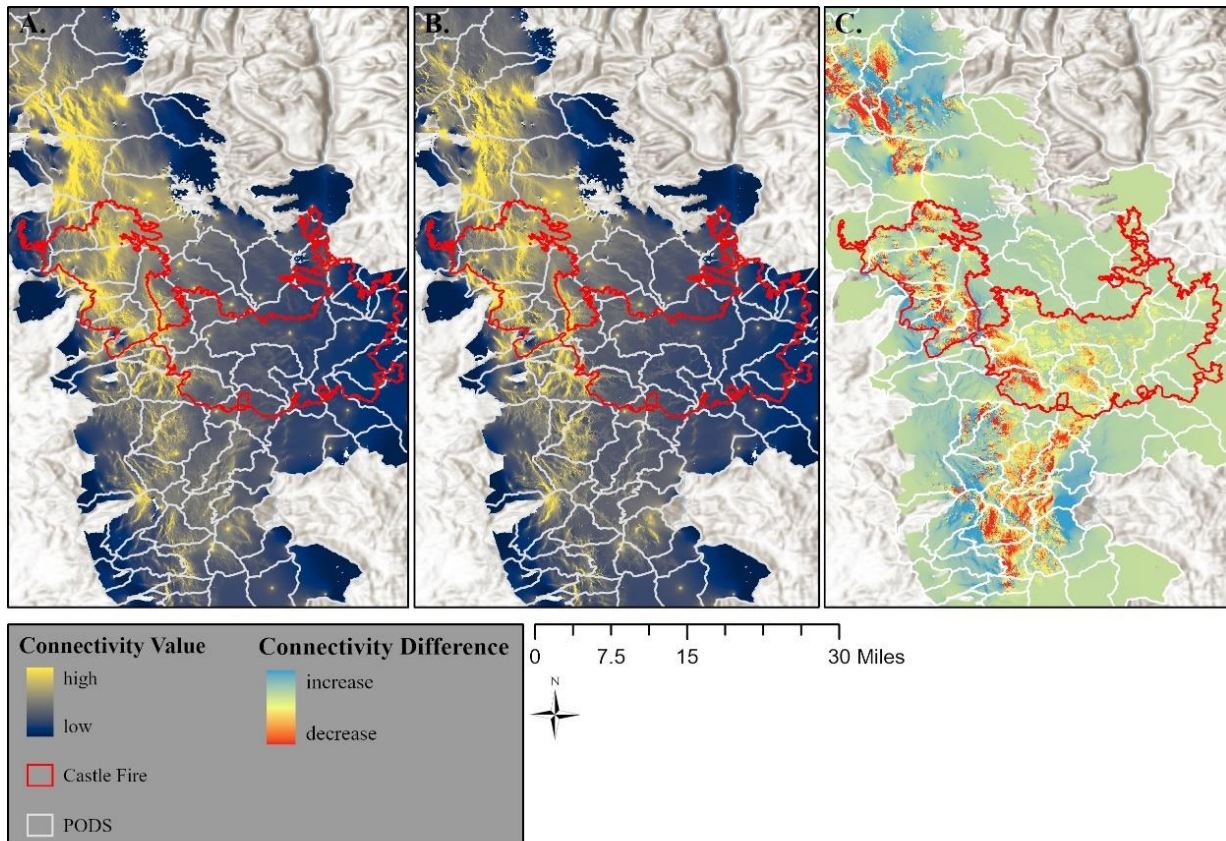 A.
B.
C.
Connectivity Value
high
low
Castle Fire
PODS
Connectivity Difference
increase
decrease
0 7.5 15 30 Miles
N